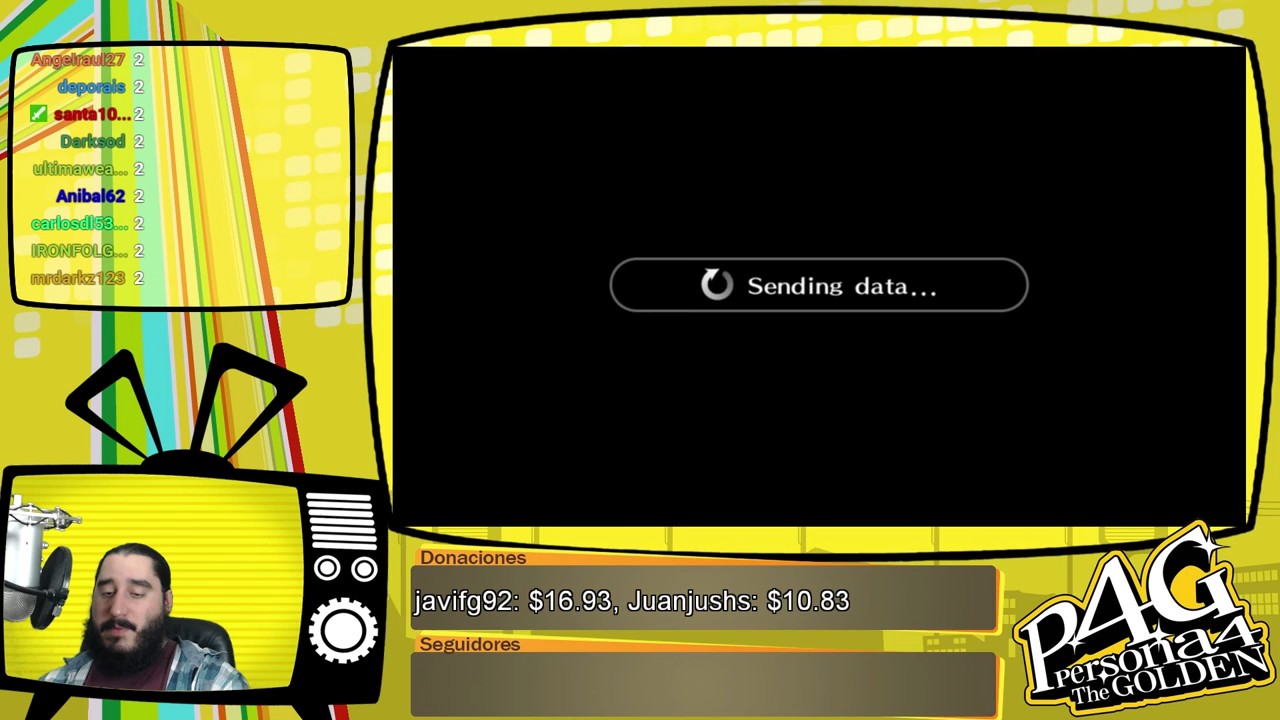 Angelraul27 2
deporais 2
santa10... 2
Darksod 2
ultimawea... 2
Anibal62 2
carlosdl53... 2
IRONFOLG... 2
mrdarkz123 2
Sending data...
Donaciones
javifg92: $16.93, Juanjushs: $10.83
Seguidores
P4G
Persona4
The GOLDEN